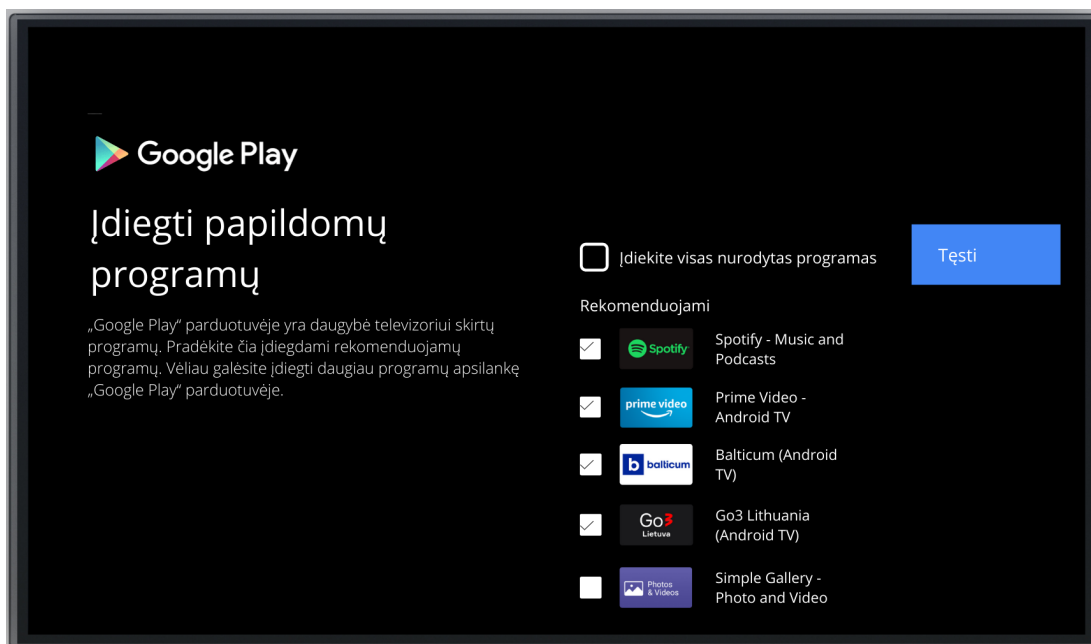 Google Play
Įdiegti papildomų
programų
„Google Play“ parduotuvėje yra daugybė televizoriui skirtų
programų. Pradėkite čia įdiegdami rekomenduojamų
programų. Vėliau galėsite įdiegti daugiau programų apsilankę
„Google Play“ parduotuvėje.
Įdiekite visas nurodytas programas
Tęsti
Rekomenduojami
Spotify
Spotify - Music and
Podcasts
prime video
Prime Video -
Android TV
b balticum
Balticum (Android
TV)
Go3
Lietuva
Go3 Lithuania
(Android TV)
Photos
& Videos
Simple Gallery -
Photo and Video